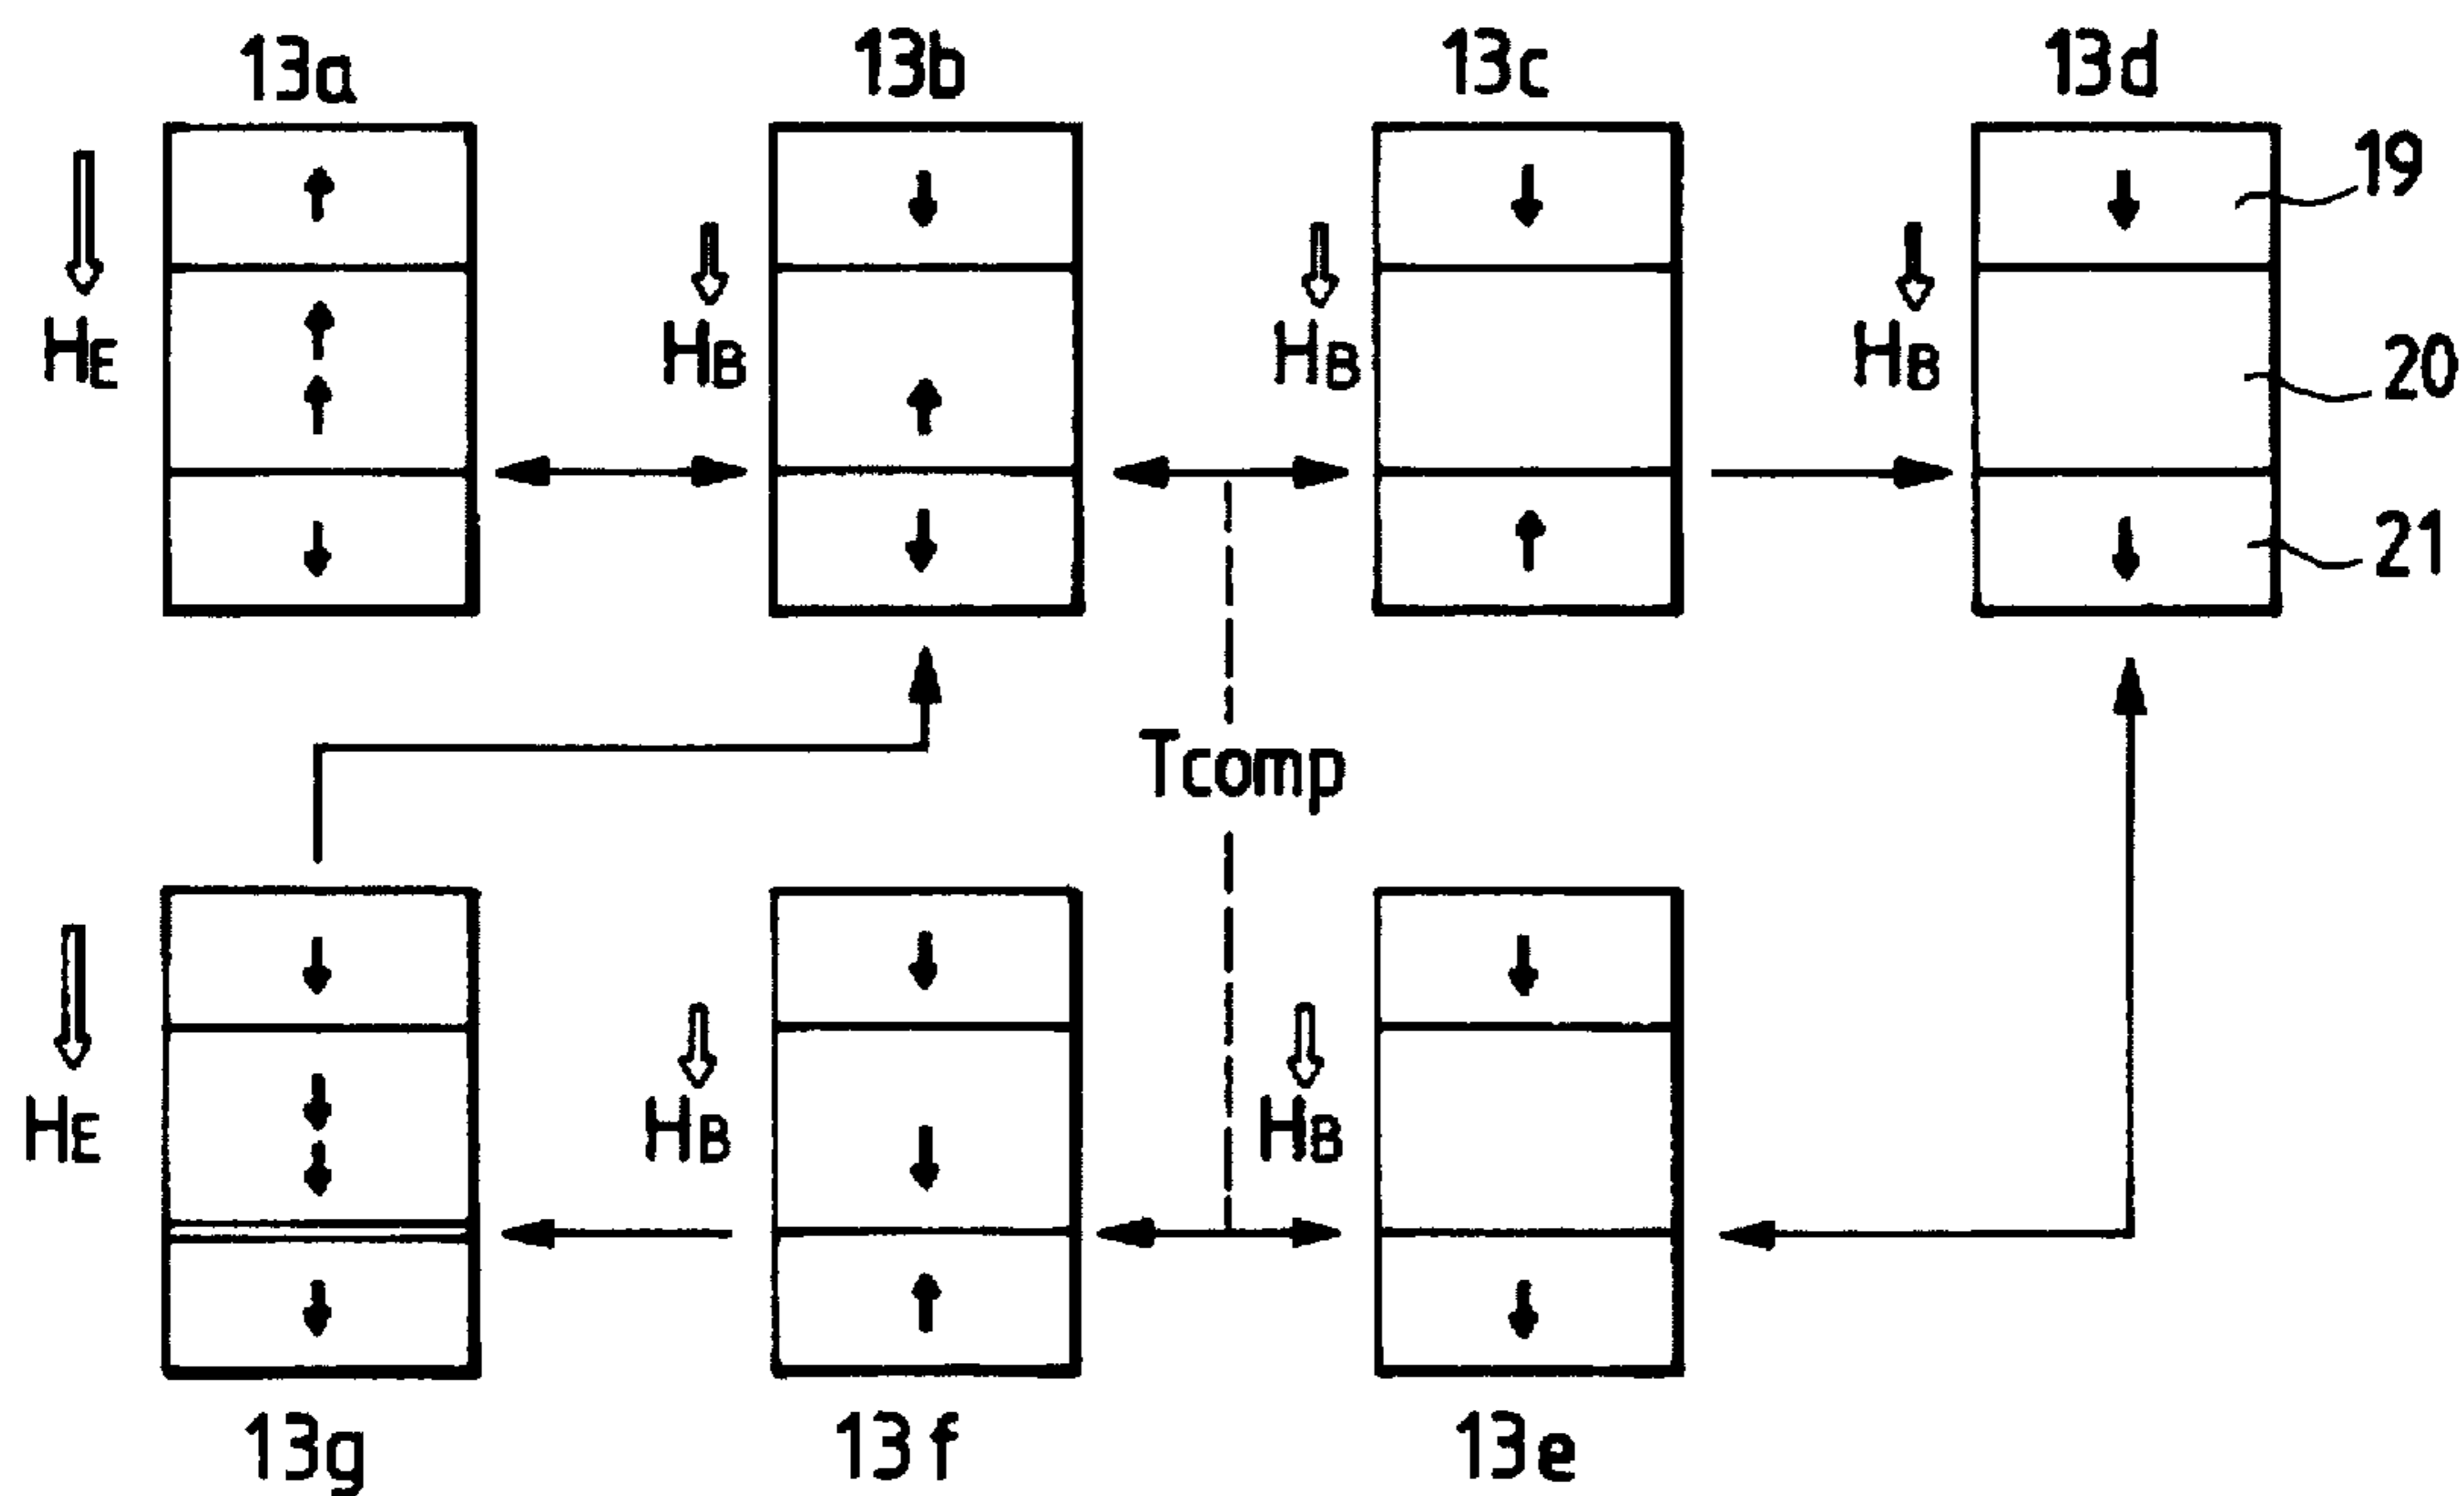 13a 13b 13c 13d
19
HE HB HB HB 20
21
Tcomp
HE HB HB
13g 13f 13e